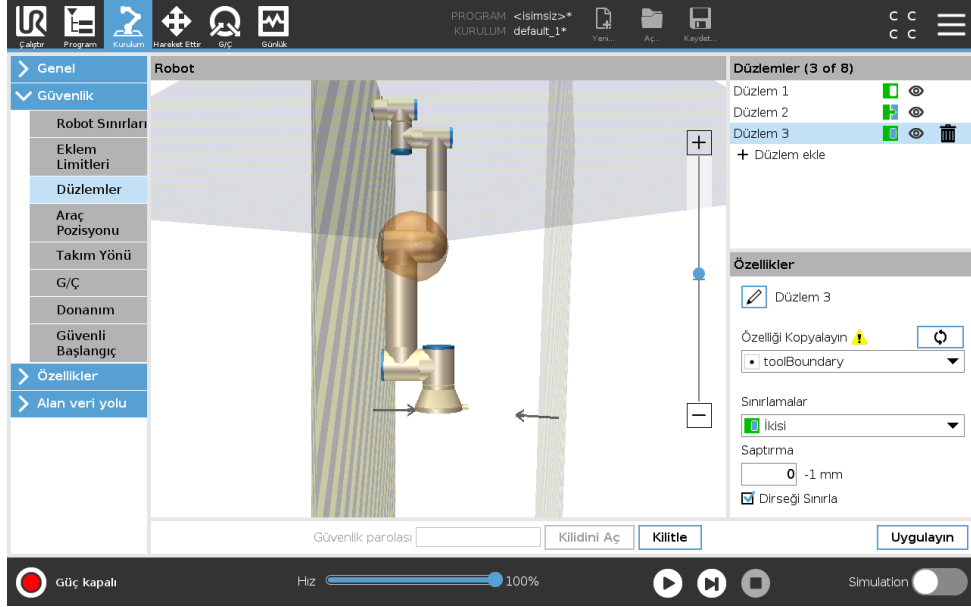 PROGRAM <isimsiz>*
KURULUM default_1*
Çalıştır
Program
Kurulum
Hareket Ettir
G/Ç
Günlük
Yeni...
Aç...
Kaydet...
C C
C C
Genel
Güvenlik
Robot Sınırları
Eklem
Limitleri
Düzlemler
Araç
Pozisyonu
Takım Yönü
G/Ç
Donanım
Güvenli
Başlangıç
Özellikler
Alan veri yolu
Robot
Düzlemler (3 of 8)
Düzlem 1
Düzlem 2
Düzlem 3
+ Düzlem ekle
Özellikler
Düzlem 3
Özelliği Kopyalayın
toolBoundary
Sınırlamalar
İkisi
Saptırma
0 -1 mm
Dirseği Sınırla
Güvenlik parolası
Kilidini Aç
Kilitle
Uygulayın
Güç kapalı
Hız
100%
Simulation